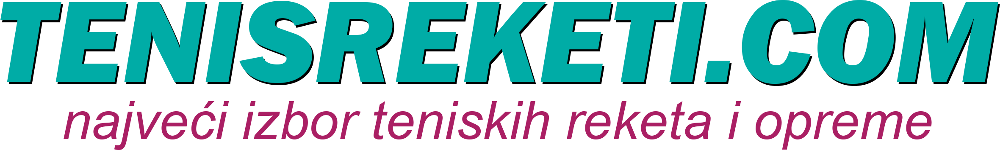 TENISREKETI.COM
najveći izbor teniskih reketa i opreme